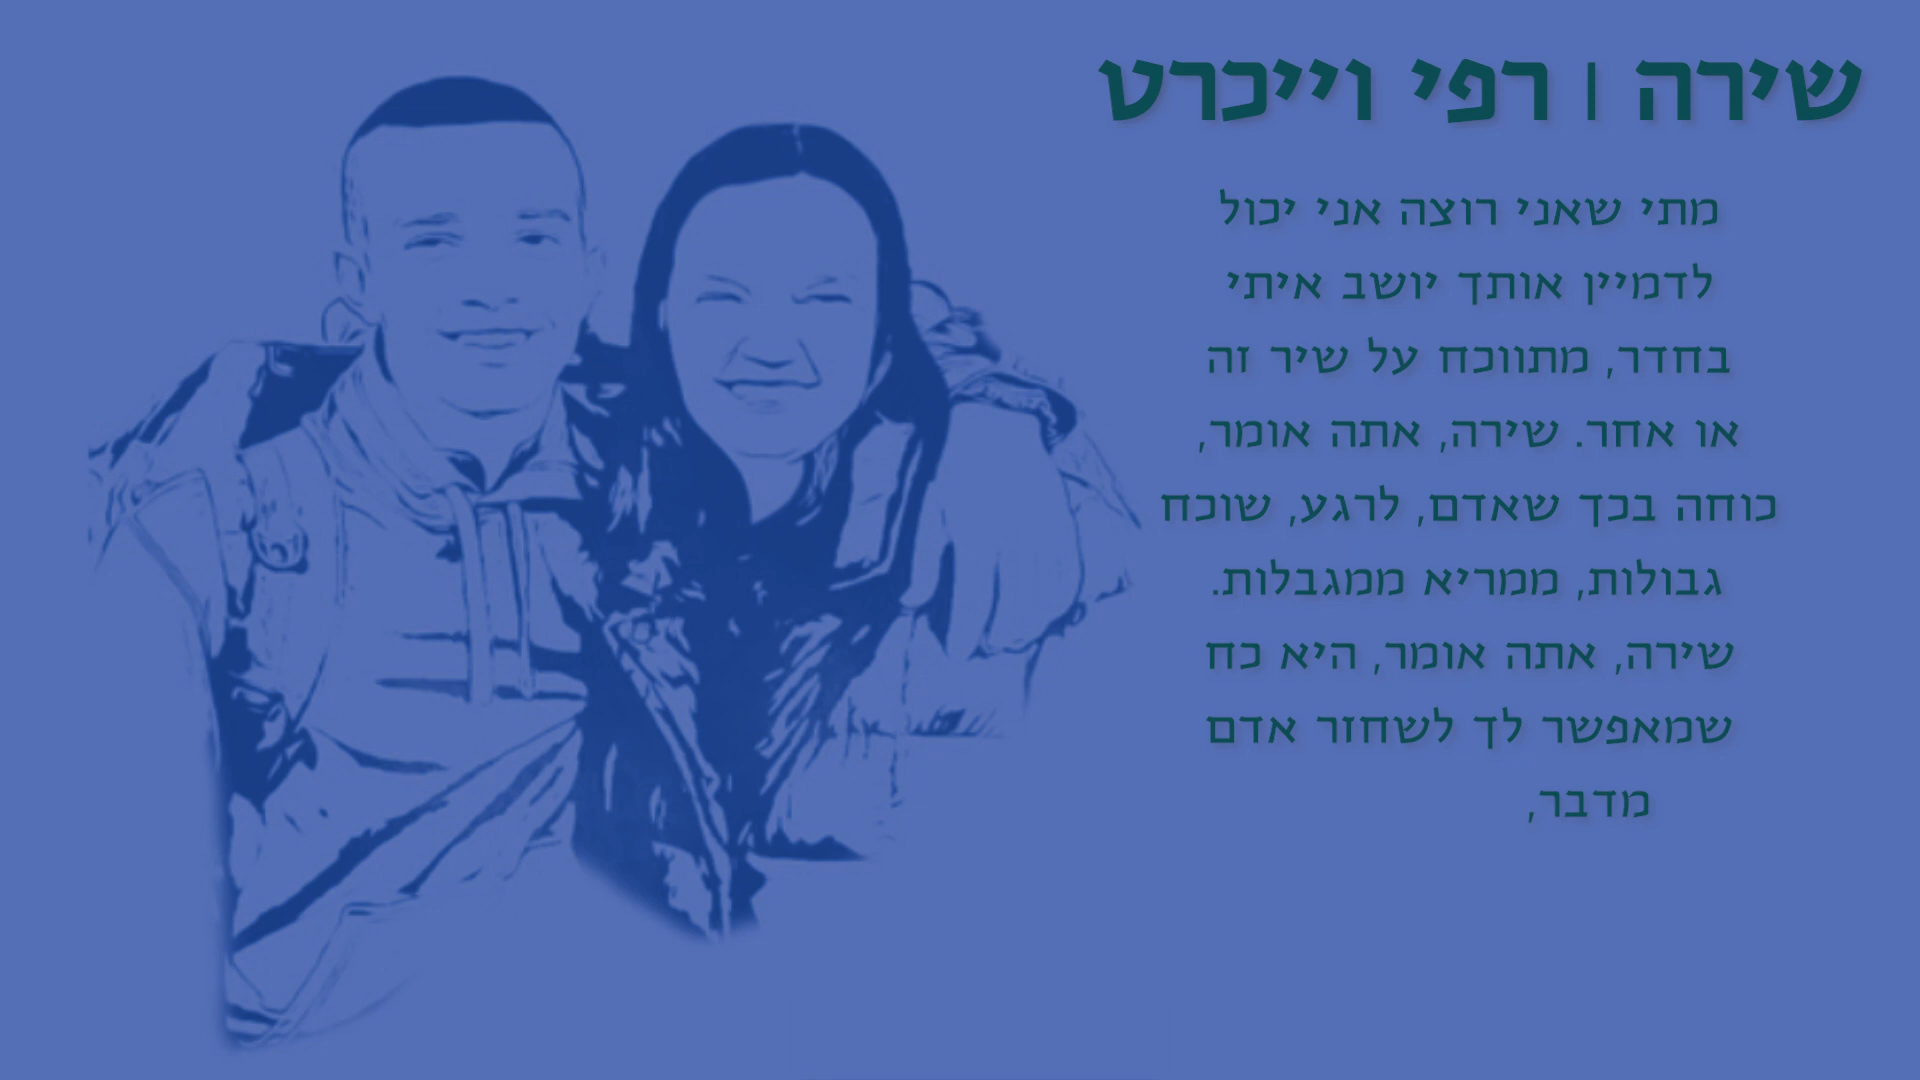 שירה | רפי וייכרט
מתי שאני רוצה אני יכול
לדמיין אותך יושב איתי
בחדר, מתווכח על שיר זה
או אחר. שירה, אתה אומר,
כוחה בכך שאדם, לרגע, שוכח
גבולות, ממריא ממגבלות.
שירה, אתה אומר, היא כח
שמאפשר לך לשחזר אדם
מדבר,